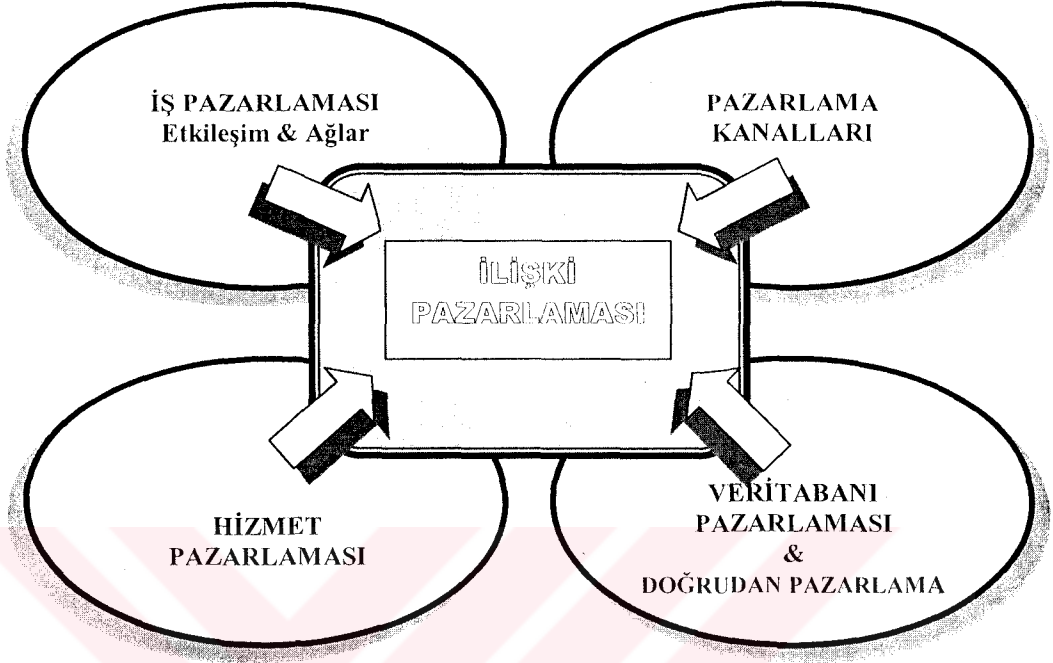 İŞ PAZARLAMASI
Etkileşim & Ağlar
PAZARLAMA
KANALLARI
İLİŞKİ
PAZARLAMASI
HİZMET
PAZARLAMASI
VERİTABANI
PAZARLAMASI
&
DOĞRUDAN PAZARLAMA